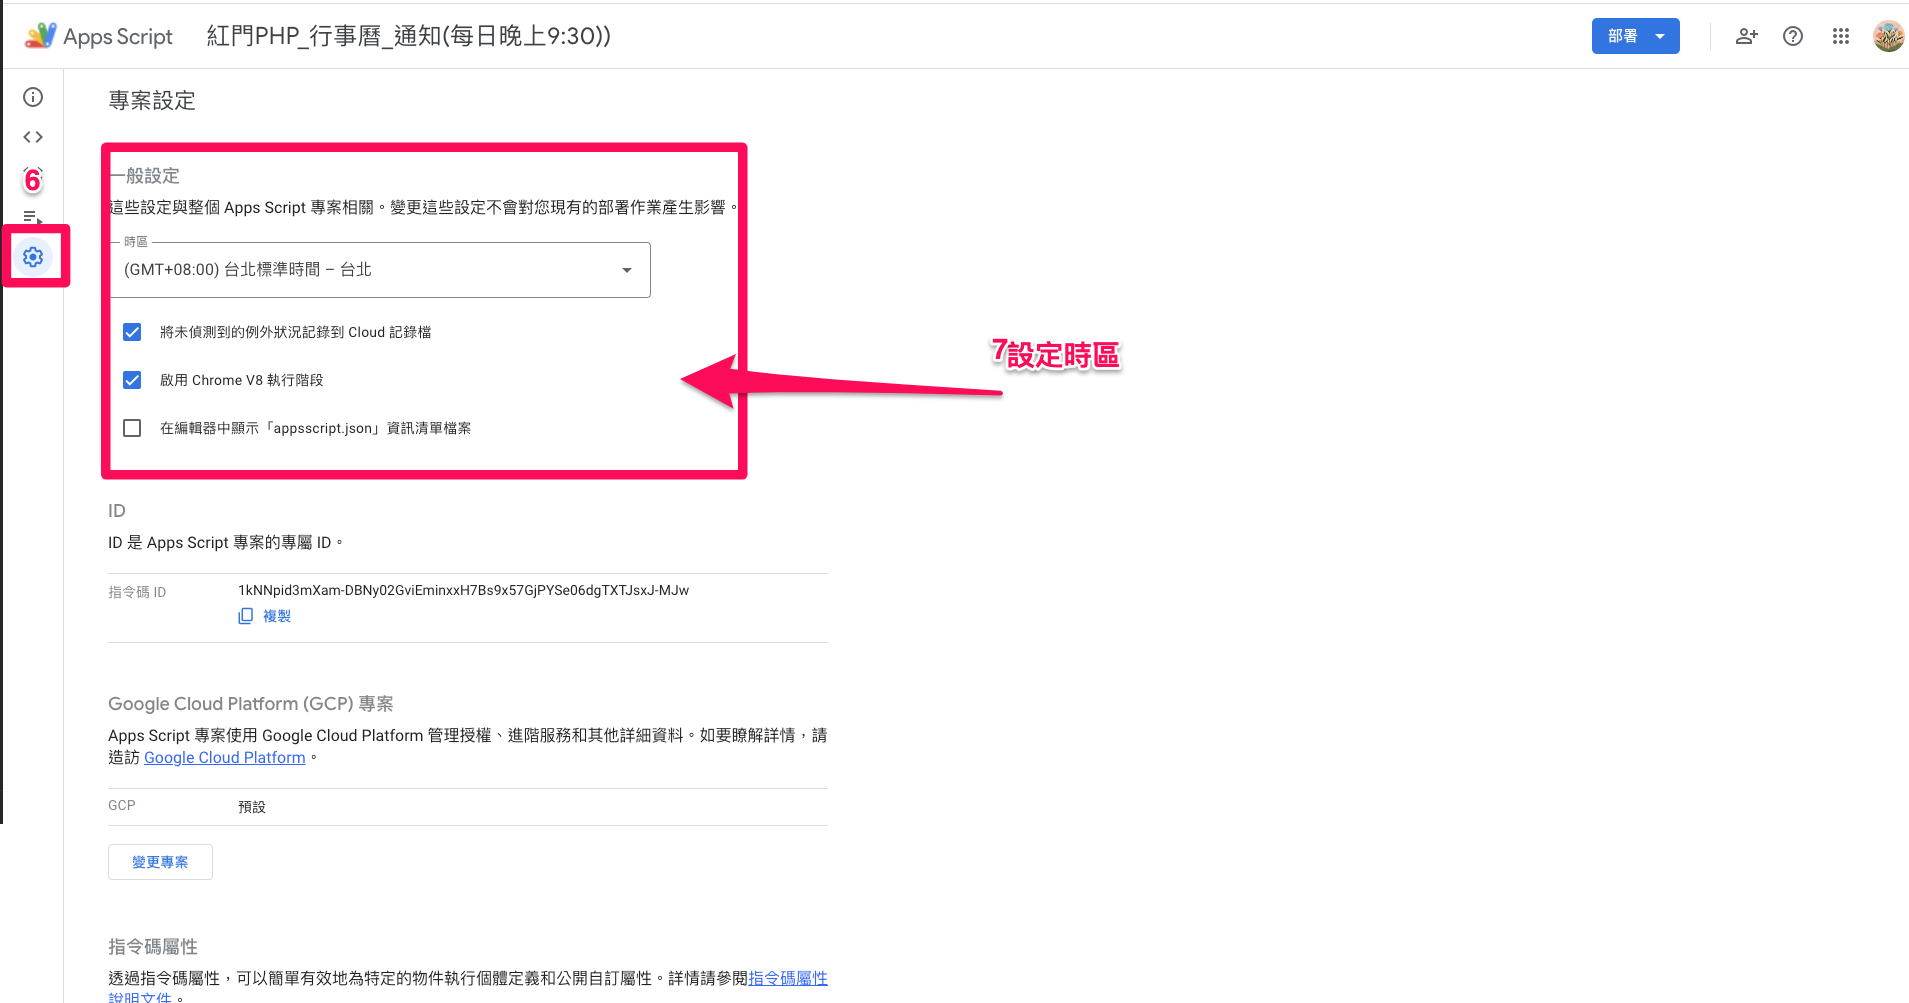 Apps Script
紅門PHP_行事曆_通知(每日晚上9:30))
部署
專案設定
6
一般設定
這些設定與整個 Apps Script 專案相關。變更這些設定不會對您現有的部署作業產生影響。
時區
(GMT+08:00) 台北標準時間 – 台北
將未偵測到的例外狀況記錄到 Cloud 記錄檔
7設定時區
啟用 Chrome V8 執行階段
在編輯器中顯示「appsscript.json」資訊清單檔案
ID
ID 是 Apps Script 專案的專屬 ID。
指令碼 ID
1kNNpid3mXam-DBNy02GviEminxxH7Bs9x57GjPYSe06dgTXTJsxJ-MJw
複製
Google Cloud Platform (GCP) 專案
Apps Script 專案使用 Google Cloud Platform 管理授權、進階服務和其他詳細資料。如要瞭解詳情，請
造訪 Google Cloud Platform。
GCP
預設
變更專案
指令碼屬性
透過指令碼屬性，可以簡單有效地為特定的物件執行個體定義和公開自訂屬性。詳情請參閱指令碼屬性
說明文件。